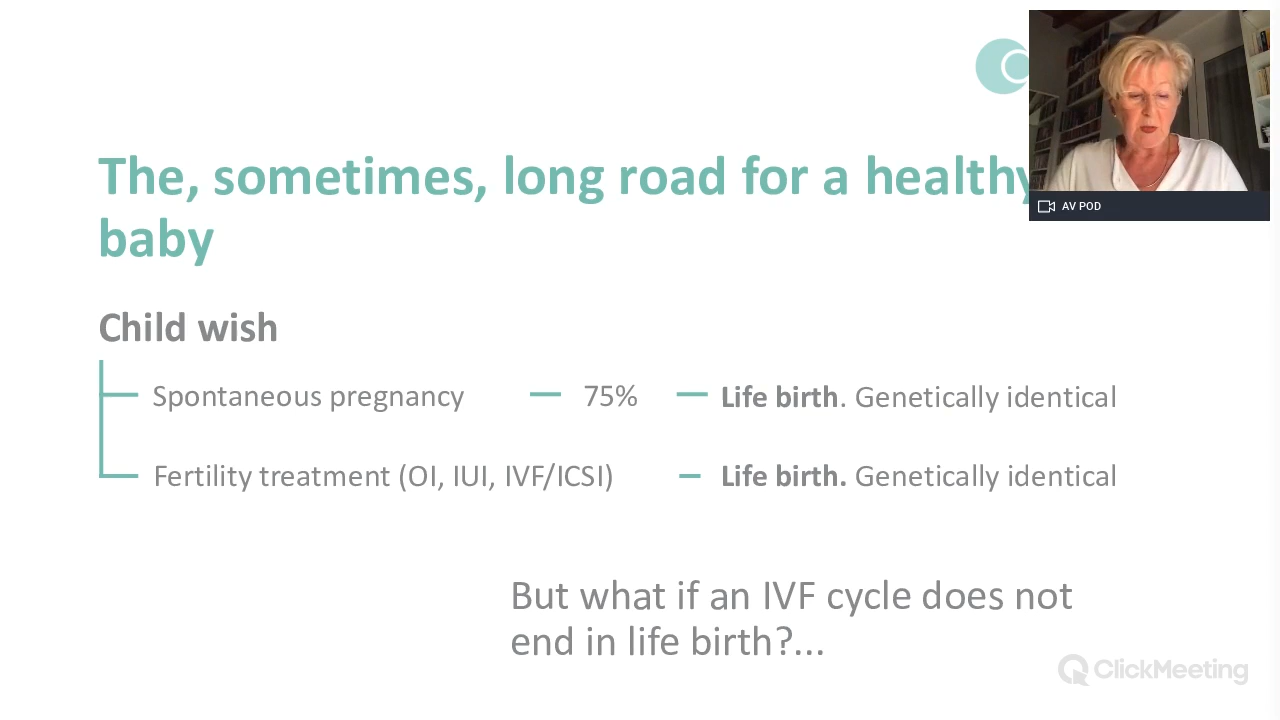 The, sometimes, long road for a healthy
baby
Child wish
Spontaneous pregnancy 75% Life birth. Genetically identical
Fertility treatment (OI, IUI, IVF/ICSI) Life birth. Genetically identical
But what if an IVF cycle does not
end in life birth?...
AV POD
ClickMeeting